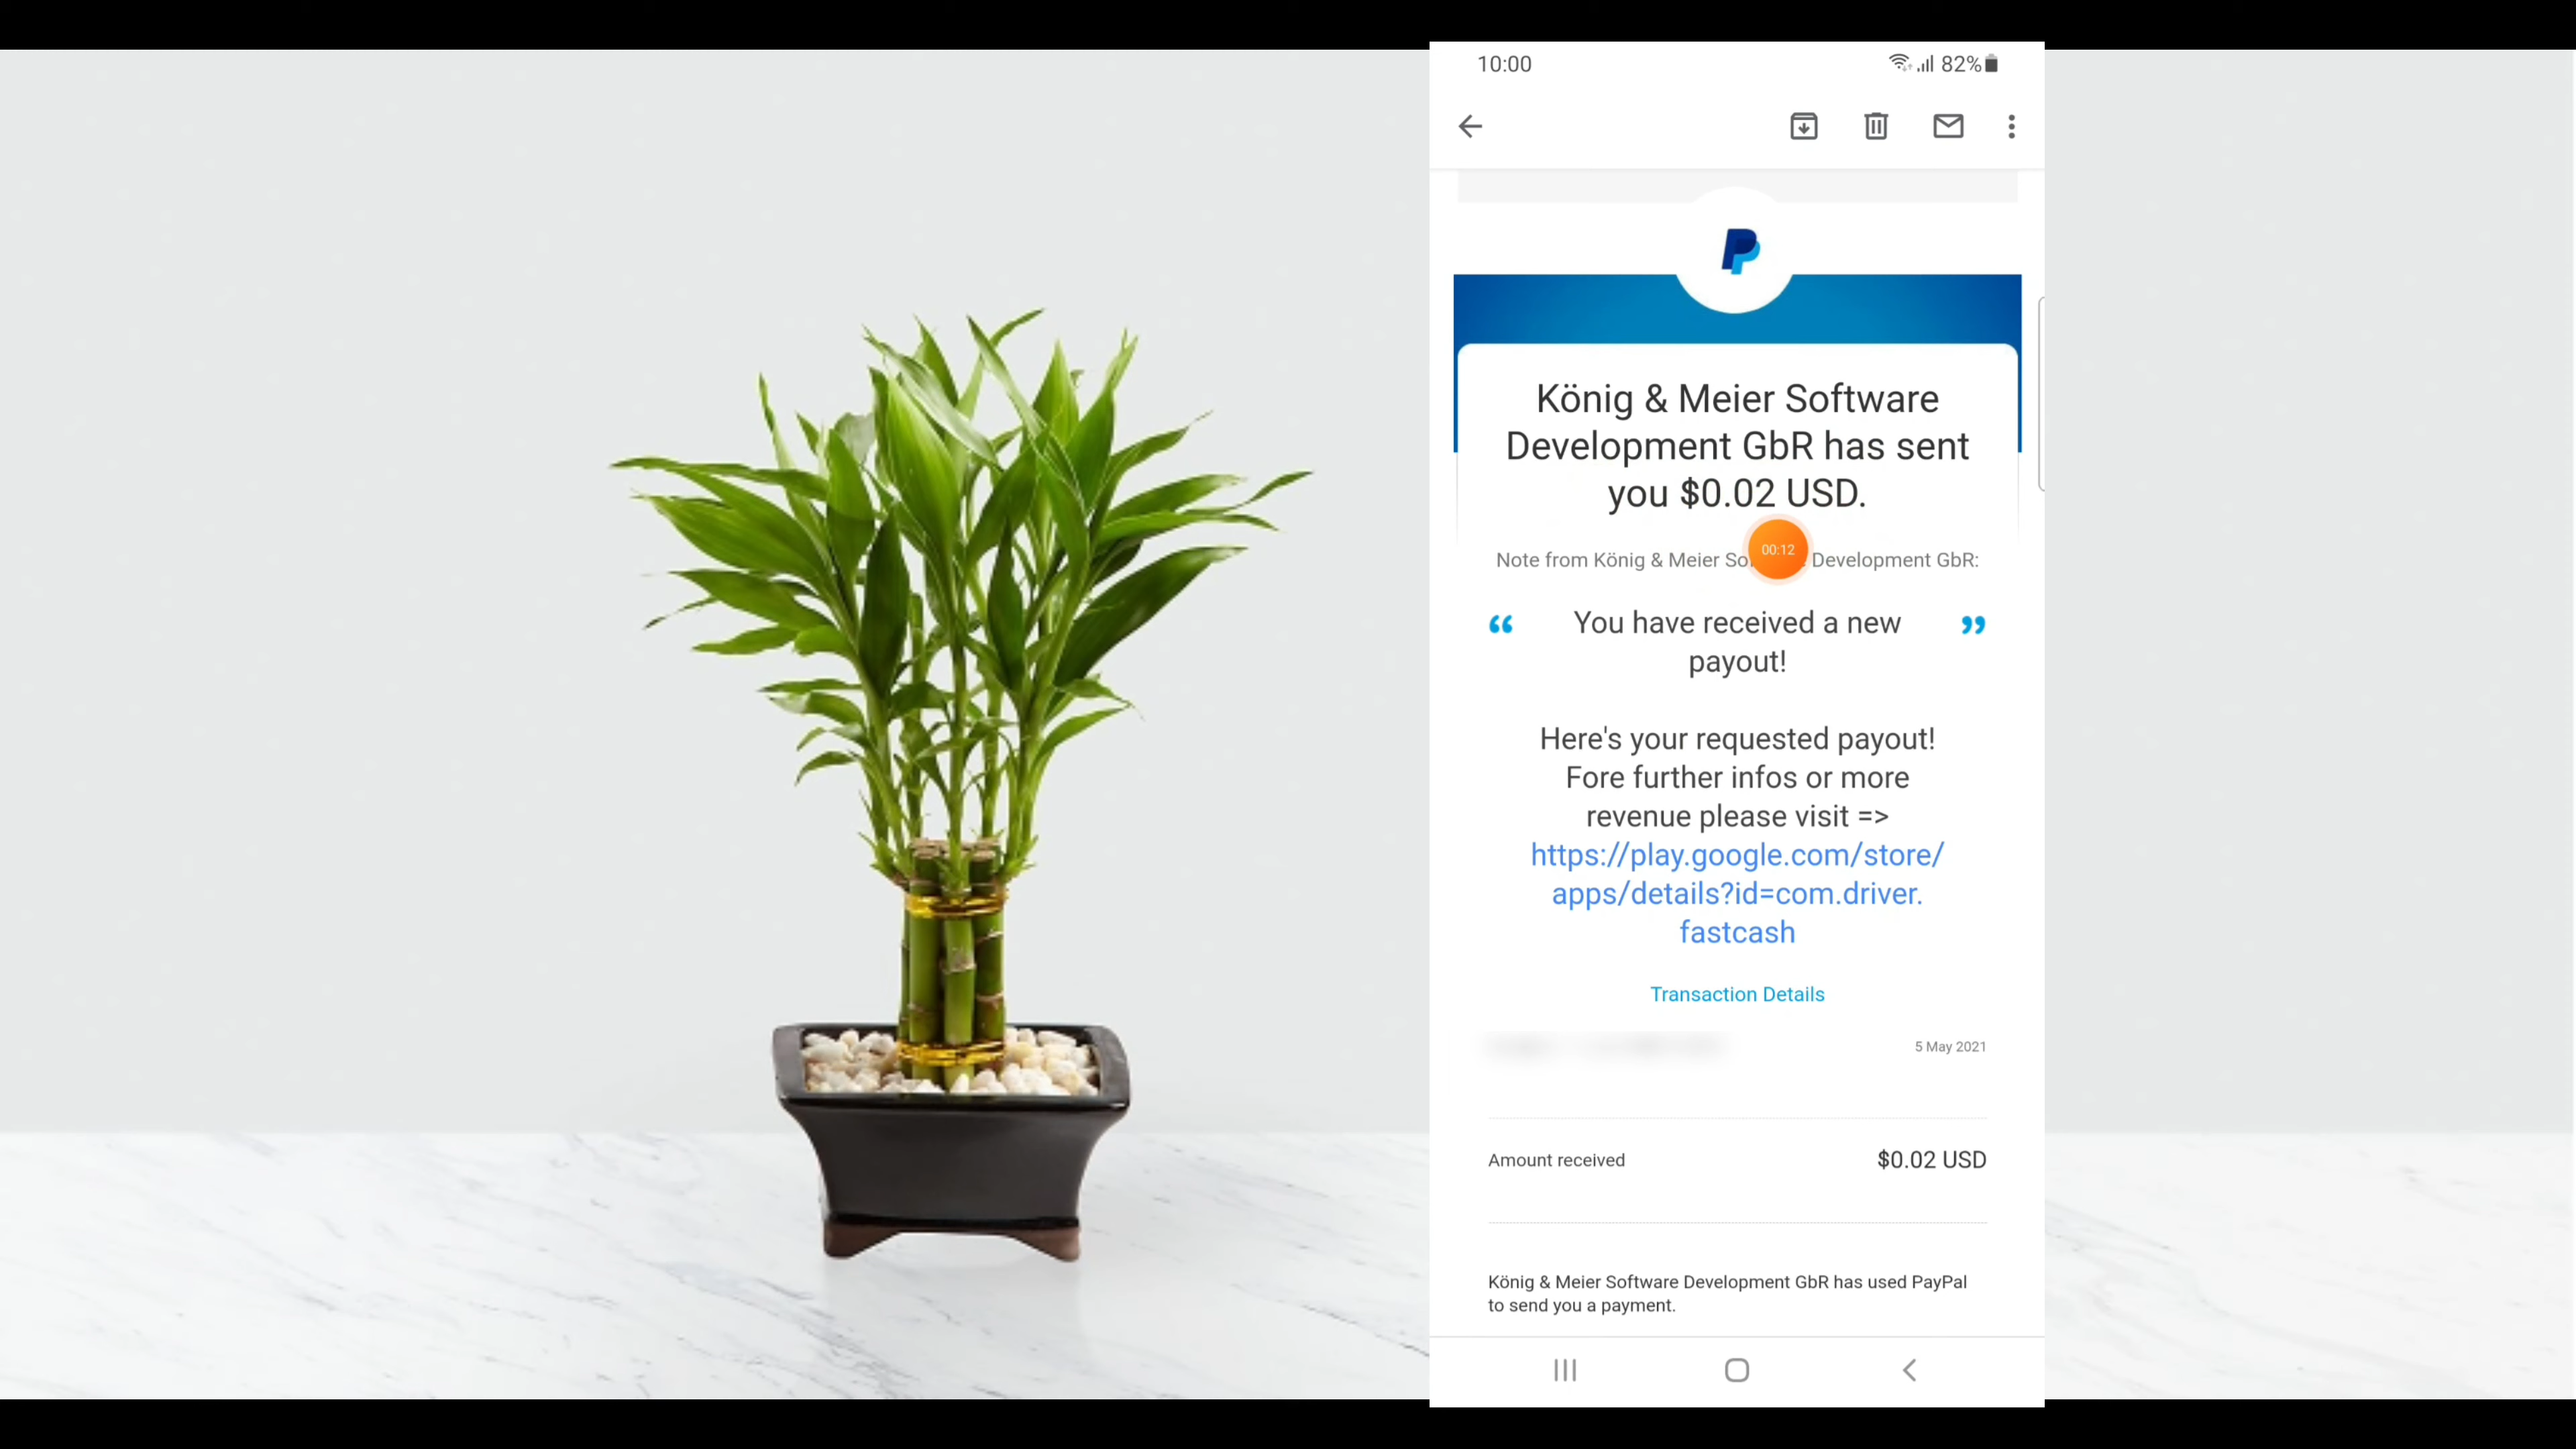 10:00
82%
König & Meier Software
Development GbR has sent
you $0.02 USD.
00:12
Note from König & Meier So Development GbR:
“ You have received a new ”
payout!
Here's your requested payout!
Fore further infos or more
revenue please visit =>
https://play.google.com/store/
apps/details?id=com.driver.
fastcash
Transaction Details
5 May 2021
Amount received $0.02 USD
König & Meier Software Development GbR has used PayPal
to send you a payment.